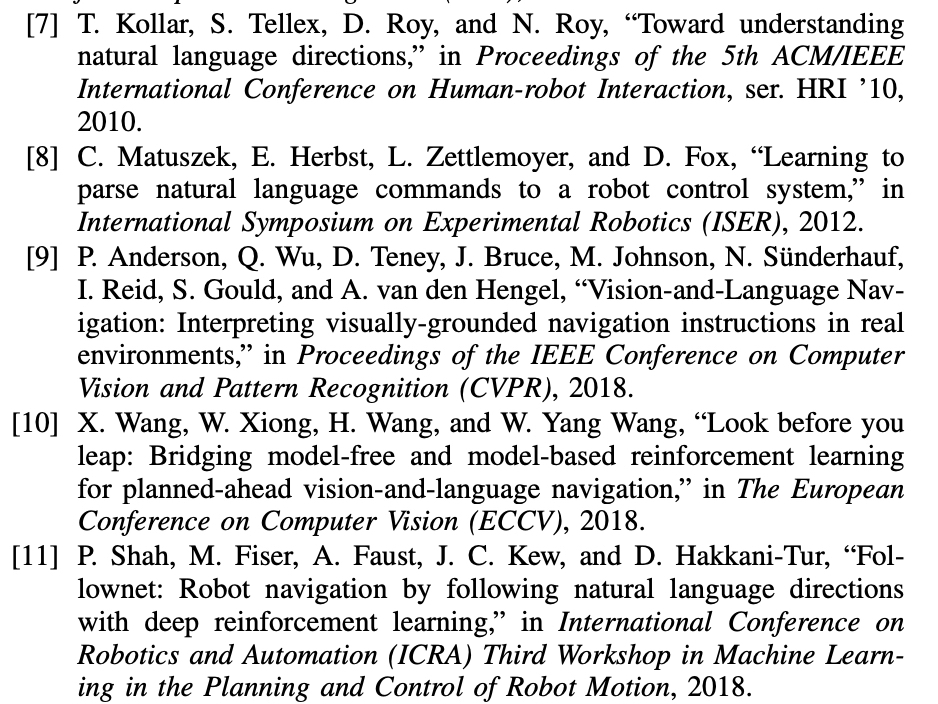 [7] T. Kollar, S. Tellex, D. Roy, and N. Roy, “Toward understanding
natural language directions,” in Proceedings of the 5th ACM/IEEE
International Conference on Human-robot Interaction, ser. HRI ’10,
2010.
[8] C. Matuszek, E. Herbst, L. Zettlemoyer, and D. Fox, “Learning to
parse natural language commands to a robot control system,” in
International Symposium on Experimental Robotics (ISER), 2012.
[9] P. Anderson, Q. Wu, D. Teney, J. Bruce, M. Johnson, N. Sünderhauf,
I. Reid, S. Gould, and A. van den Hengel, “Vision-and-Language Nav-
igation: Interpreting visually-grounded navigation instructions in real
environments,” in Proceedings of the IEEE Conference on Computer
Vision and Pattern Recognition (CVPR), 2018.
[10] X. Wang, W. Xiong, H. Wang, and W. Yang Wang, “Look before you
leap: Bridging model-free and model-based reinforcement learning
for planned-ahead vision-and-language navigation,” in The European
Conference on Computer Vision (ECCV), 2018.
[11] P. Shah, M. Fiser, A. Faust, J. C. Kew, and D. Hakkani-Tur, “Fol-
lownet: Robot navigation by following natural language directions
with deep reinforcement learning,” in International Conference on
Robotics and Automation (ICRA) Third Workshop in Machine Learn-
ing in the Planning and Control of Robot Motion, 2018.